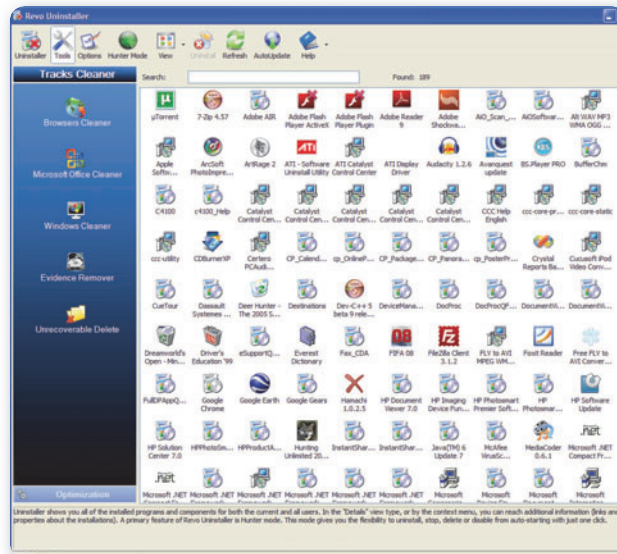 Revo Uninstaller
Uninstaller Tools Options Hunter Mode View Uninstall Refresh AutoUpdate Help
Tracks Cleaner
Search: Found: 189
Browsers Cleaner
Microsoft Office Cleaner
Windows Cleaner
Evidence Remover
Unrecoverable Delete
Optimization
µTorrent 7-Zip 4.57 Adobe AIR Adobe Flash Adobe Flash Adobe Reader Adobe AiO_Scan_... AiOSoftwar... Alt WAV MP3
Player ActiveX Player Plugin 9 Shockwa... WMA OGG ...
Apple ArcSoft ArtRage 2 ATI - Software ATI Catalyst ATI Display Audacity 1.2.6 Avanquest BS.Player PRO BufferChm
Softw... PhotoImpre... Uninstall Utility Control Center Driver update
C4100 c4100_Help Catalyst Catalyst Catalyst Catalyst Catalyst CCC Help ccc-core-pr... ccc-core-static
Control Cen... Control Cen... Control Cen... Control Cen... Control Cen... English
ccc-utility CDBurnerXP Certero CP_Calend... cp_OnlineP... CP_Package... CP_Panora... cp_PosterPr... Crystal Cucusoft iPod
PCAudi... Reports Ba... Video Conv...
CueTour Dassault Deer Hunter - Destinations Dev-C++ 5 DeviceMana... DocProc DocProcQF... DocumentVi... DocumentVi...
Systemes ... The 2005 S... beta 9 rele...
Dreamworld's Driver's eSupportQ... Everest Fax_CDA FIFA 08 FileZilla Client FLV to AVI Foxit Reader Free FLV to
Open - Min... Education '99 Dictionary 3.1.2 MPEG WM... AVI Conver...
FullDPAppQ... Google Google Earth Google Gears Hamachi HP Document HP Imaging HP Photosmart HP HP Software
Chrome 1.0.2.5 Viewer 7.0 Device Fun... Premier Soft... Photosmar... Update
HP Solution HPPhotoSm... HPProductA... Hunting InstantShar... InstantShar... Java(TM) 6 McAfee MediaCoder Microsoft .NET
Center 7.0 Unlimited 20... Update 7 VirusSc... 0.6.1 Compact Fr...
Microsoft .NET Microsoft .NET Microsoft .NET Microsoft .NET Microsoft .NET Microsoft .NET Microsoft Microsoft Microsoft Microsoft
Uninstaller shows you all of the installed programs and components for both the current and all users. In the "Details" view type, or by the context menu, you can reach additional information (links and
properties about the installations). A primary feature of Revo Uninstaller is Hunter mode. This mode gives you the flexibility to uninstall, stop, delete or disable from auto-starting with just one click.